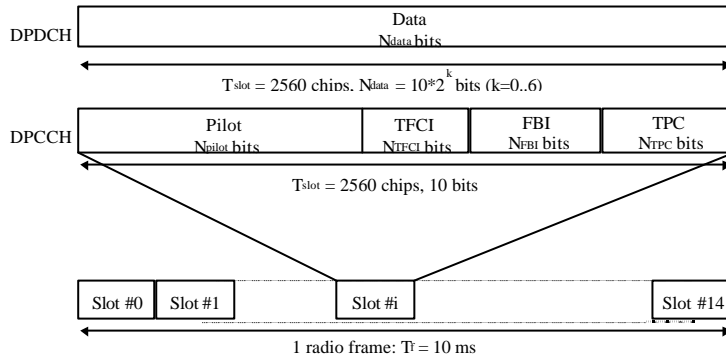 Data
DPDCH
Ndata bits
Tslot = 2560 chips, Ndata = 10*2^k bits (k=0..6)
Pilot TFCI FBI TPC
DPCCH
Npilot bits NTFCI bits NFBI bits NTPC bits
Tslot = 2560 chips, 10 bits
Slot #0 Slot #1 Slot #i Slot #14
1 radio frame: Tf = 10 ms